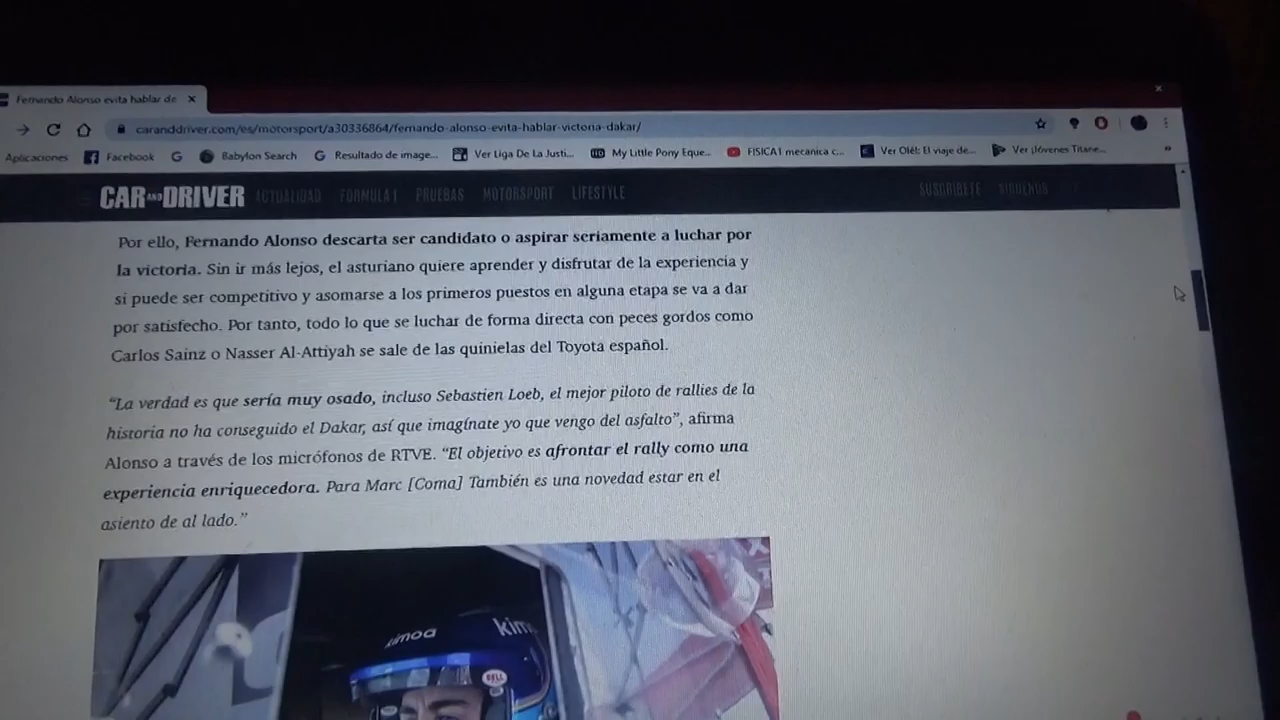 Fernando Alonso evita hablar de
caranddriver.com/es/motorsport/a30336864/fernando-alonso-evita-hablar-victoria-dakar/
Aplicaciones Facebook Babylon Search Resultado de image... Ver Liga De La Justi... My Little Pony Eque... FISICA I mecanica c... Ver Olé!: El viaje de... Ver ¡Jóvenes Titane...
CAR AND DRIVER ACTUALIDAD FÓRMULA 1 PRUEBAS MOTORSPORT LIFESTYLE SUSCRÍBETE SÍGUENOS
Por ello, Fernando Alonso descarta ser candidato o aspirar seriamente a luchar por
la victoria. Sin ir más lejos, el asturiano quiere aprender y disfrutar de la experiencia y
si puede ser competitivo y asomarse a los primeros puestos en alguna etapa se va a dar
por satisfecho. Por tanto, todo lo que se luchar de forma directa con peces gordos como
Carlos Sainz o Nasser Al-Attiyah se sale de las quinielas del Toyota español.
“La verdad es que sería muy osado, incluso Sebastien Loeb, el mejor piloto de rallies de la
historia no ha conseguido el Dakar, así que imagínate yo que vengo del asfalto”, afirma
Alonso a través de los micrófonos de RTVE. “El objetivo es afrontar el rally como una
experiencia enriquecedora. Para Marc [Coma] También es una novedad estar en el
asiento de al lado.”
kimoa kim
BELL